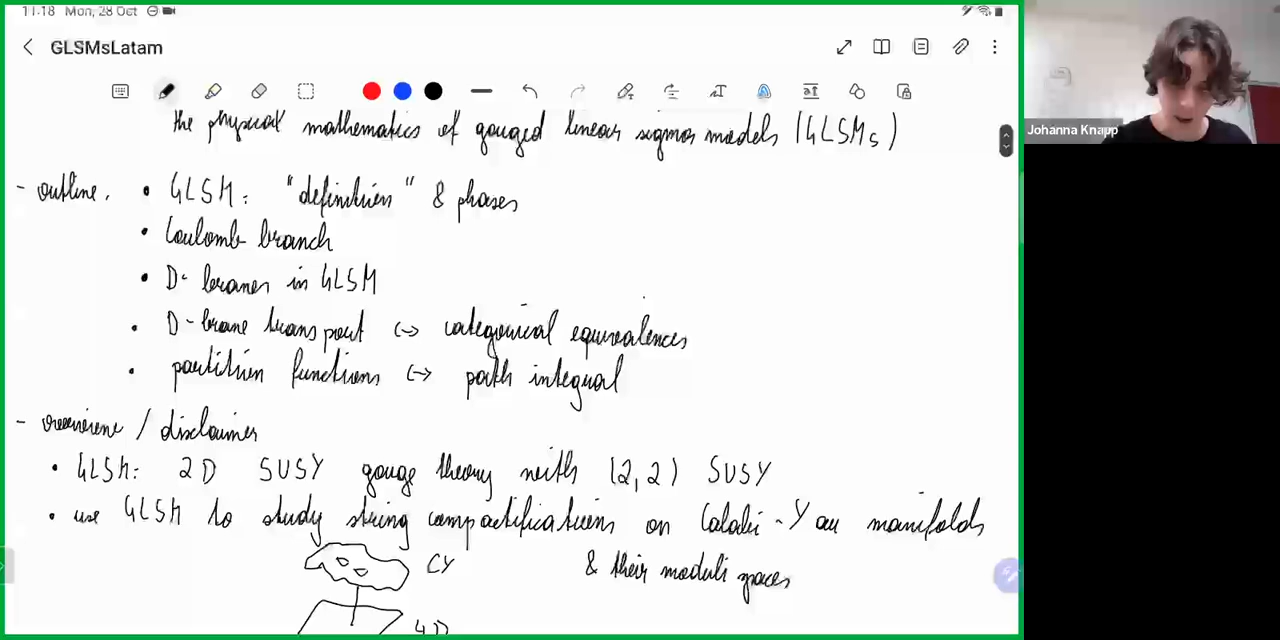 11:18 Mon, 28 Oct
GLSMsLatam
the physical mathematics of gauged linear sigma models (GLSMs)
- outline. • GLSM: "definition" & phases
• Coulomb branch
• D-branes in GLSM
• D-brane transport ↔ categorical equivalences
• partition functions ↔ path integral
- overview / disclaimer
• GLSM: 2D SUSY gauge theory with (2,2) SUSY
• use GLSM to study string compactifications on Calabi-Yau manifolds
CY & their moduli spaces
4D
Johanna Knapp